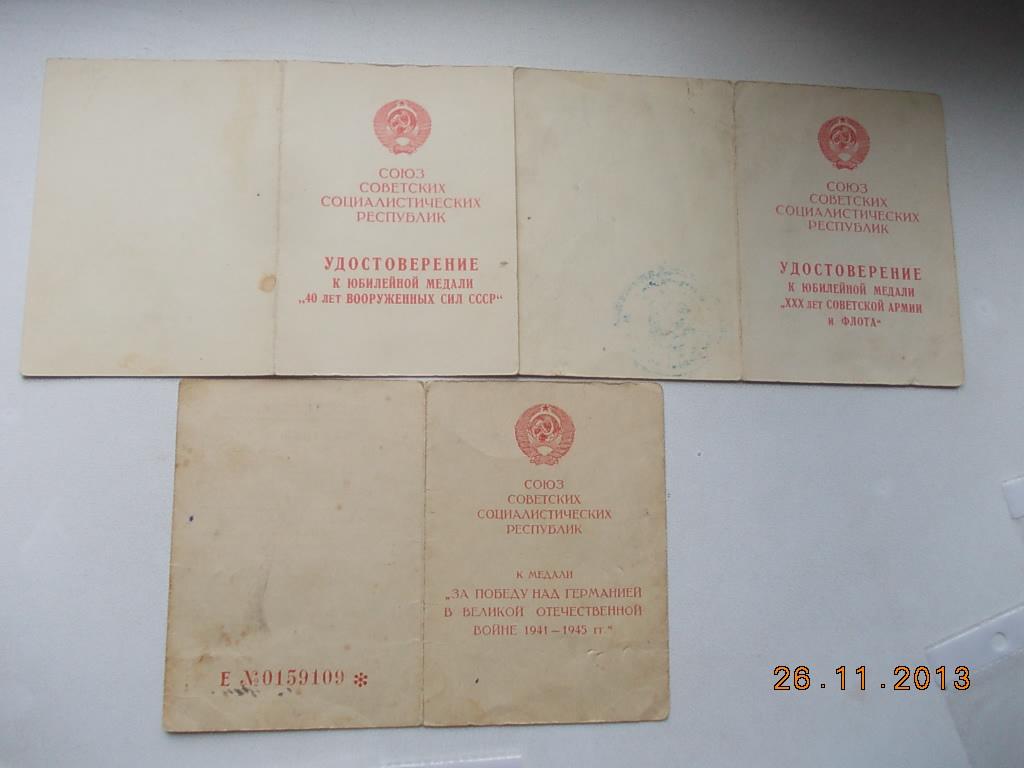 СОЮЗ
СОВЕТСКИХ
СОЦИАЛИСТИЧЕСКИХ
РЕСПУБЛИК
УДОСТОВЕРЕНИЕ
К ЮБИЛЕЙНОЙ МЕДАЛИ
„40 ЛЕТ ВООРУЖЕННЫХ СИЛ СССР“
СОЮЗ
СОВЕТСКИХ
СОЦИАЛИСТИЧЕСКИХ
РЕСПУБЛИК
УДОСТОВЕРЕНИЕ
К ЮБИЛЕЙНОЙ МЕДАЛИ
„XXX ЛЕТ СОВЕТСКОЙ АРМИИ
И ФЛОТА“
Е №0159109 *
СОЮЗ
СОВЕТСКИХ
СОЦИАЛИСТИЧЕСКИХ
РЕСПУБЛИК
К МЕДАЛИ
„ЗА ПОБЕДУ НАД ГЕРМАНИЕЙ
В ВЕЛИКОЙ ОТЕЧЕСТВЕННОЙ
ВОЙНЕ 1941 — 1945 гг.“
26.11.2013